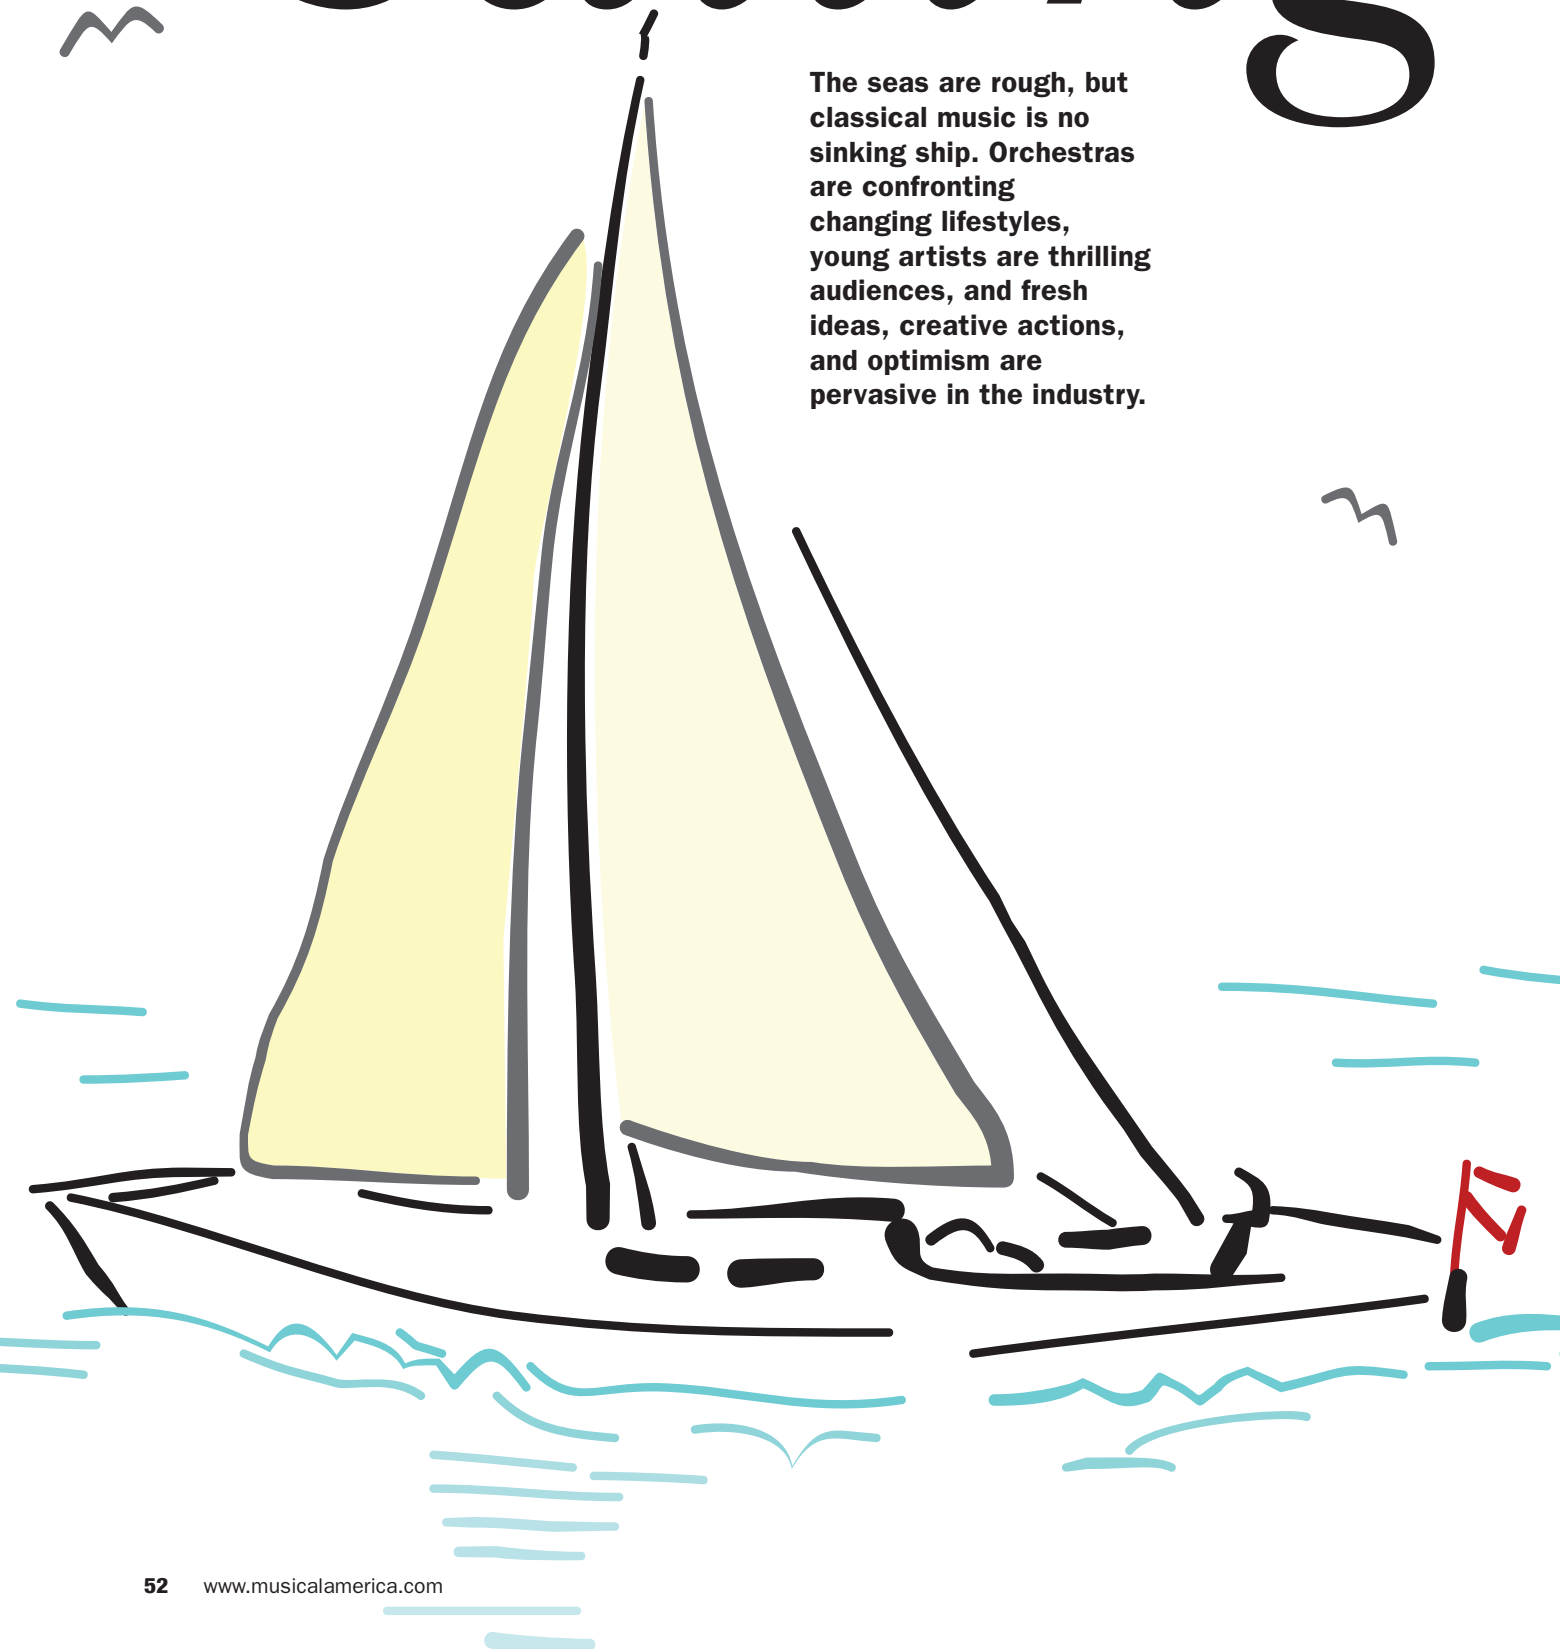 The seas are rough, but
classical music is no
sinking ship. Orchestras
are confronting
changing lifestyles,
young artists are thrilling
audiences, and fresh
ideas, creative actions,
and optimism are
pervasive in the industry.
52 www.musicalamerica.com